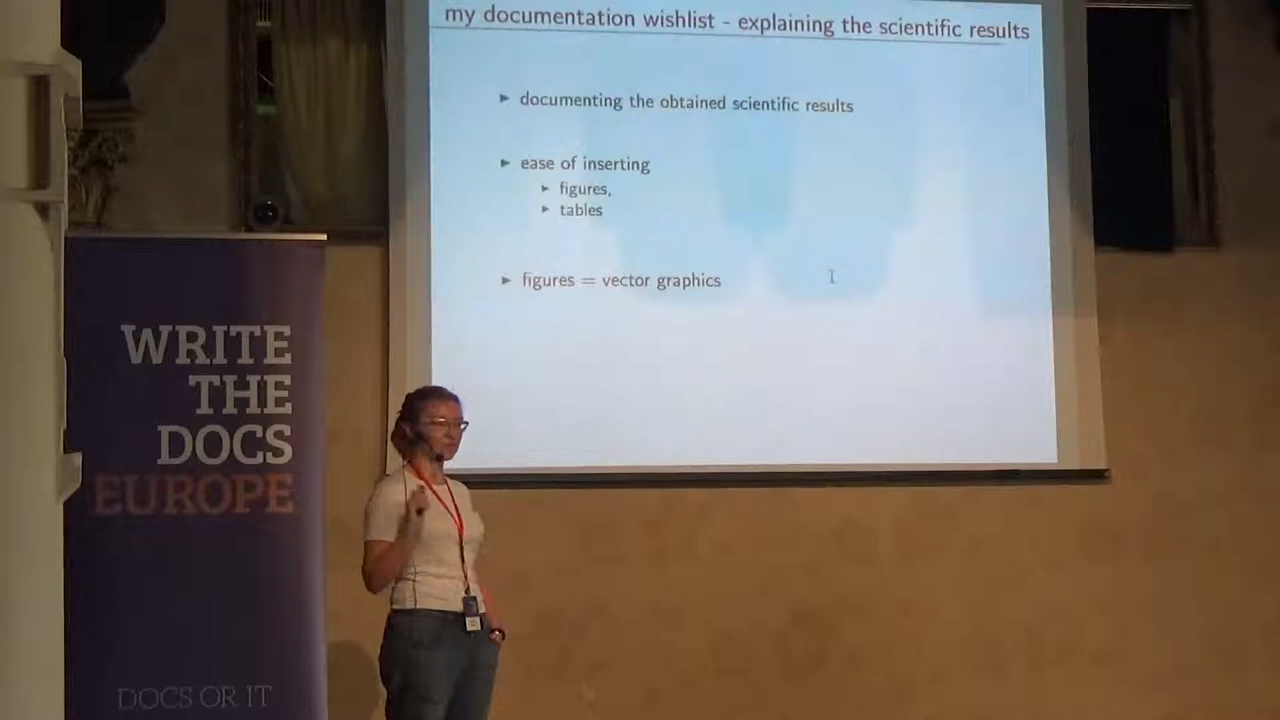 my documentation wishlist - explaining the scientific results
► documenting the obtained scientific results
► ease of inserting
► figures,
► tables
► figures = vector graphics
WRITE
THE
DOCS
EUROPE
DOCS OR IT